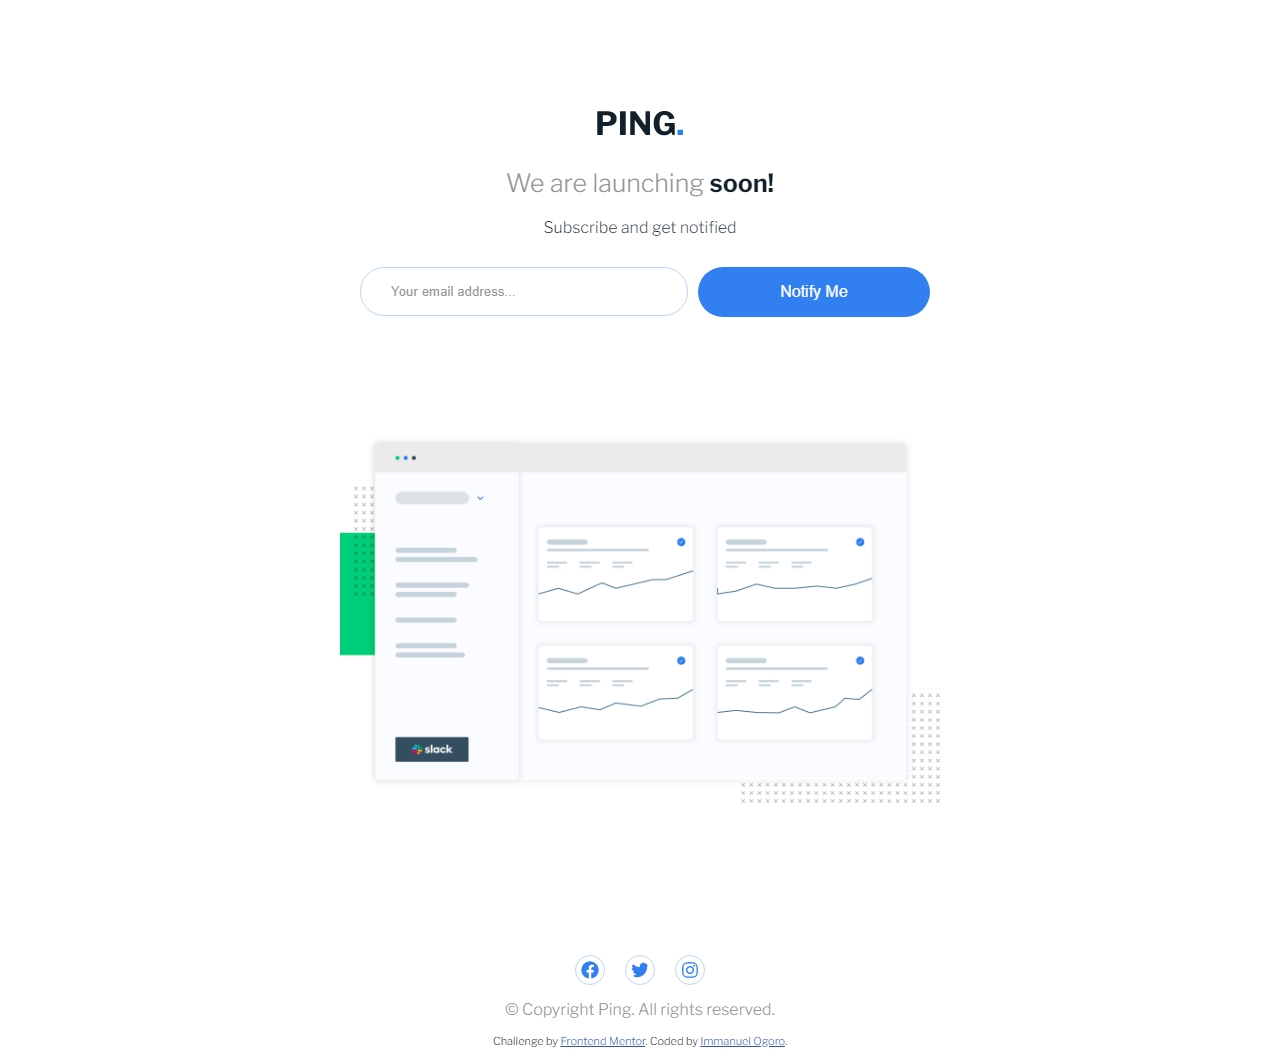 PING.
We are launching soon!
Subscribe and get notified
Your email address...
Notify Me
slack
© Copyright Ping. All rights reserved.
Challenge by Frontend Mentor. Coded by Immanuel Ogoro.